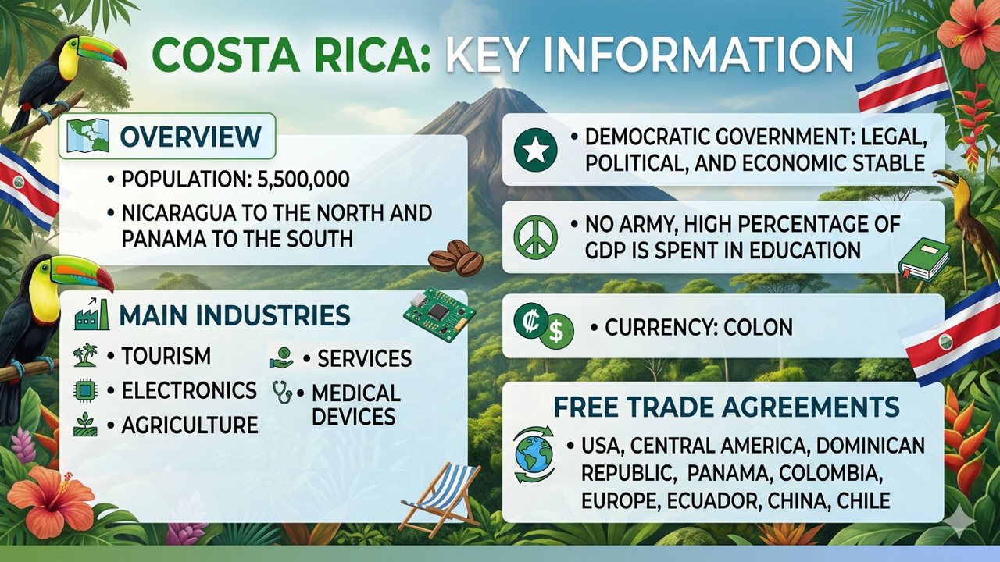 COSTA RICA: KEY INFORMATION
OVERVIEW
• POPULATION: 5,500,000
• NICARAGUA TO THE NORTH AND
PANAMA TO THE SOUTH
MAIN INDUSTRIES
• TOURISM
• ELECTRONICS
• AGRICULTURE
• SERVICES
• MEDICAL
DEVICES
• DEMOCRATIC GOVERNMENT: LEGAL,
POLITICAL, AND ECONOMIC STABLE
• NO ARMY, HIGH PERCENTAGE OF
GDP IS SPENT IN EDUCATION
₡ $
• CURRENCY: COLON
FREE TRADE AGREEMENTS
• USA, CENTRAL AMERICA, DOMINICAN
REPUBLIC, PANAMA, COLOMBIA,
EUROPE, ECUADOR, CHINA, CHILE